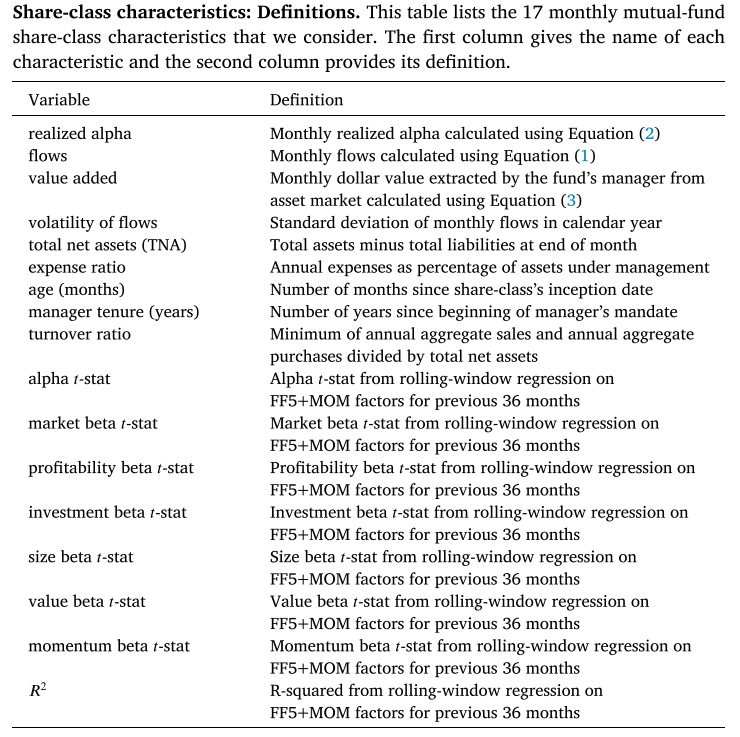 Share-class characteristics: Definitions. This table lists the 17 monthly mutual-fund
share-class characteristics that we consider. The first column gives the name of each
characteristic and the second column provides its definition.
Variable Definition
realized alpha Monthly realized alpha calculated using Equation (2)
flows Monthly flows calculated using Equation (1)
value added Monthly dollar value extracted by the fund's manager from
asset market calculated using Equation (3)
volatility of flows Standard deviation of monthly flows in calendar year
total net assets (TNA) Total assets minus total liabilities at end of month
expense ratio Annual expenses as percentage of assets under management
age (months) Number of months since share-class's inception date
manager tenure (years) Number of years since beginning of manager's mandate
turnover ratio Minimum of annual aggregate sales and annual aggregate
purchases divided by total net assets
alpha t-stat Alpha t-stat from rolling-window regression on
FF5+MOM factors for previous 36 months
market beta t-stat Market beta t-stat from rolling-window regression on
FF5+MOM factors for previous 36 months
profitability beta t-stat Profitability beta t-stat from rolling-window regression on
FF5+MOM factors for previous 36 months
investment beta t-stat Investment beta t-stat from rolling-window regression on
FF5+MOM factors for previous 36 months
size beta t-stat Size beta t-stat from rolling-window regression on
FF5+MOM factors for previous 36 months
value beta t-stat Value beta t-stat from rolling-window regression on
FF5+MOM factors for previous 36 months
momentum beta t-stat Momentum beta t-stat from rolling-window regression on
FF5+MOM factors for previous 36 months
R² R-squared from rolling-window regression on
FF5+MOM factors for previous 36 months